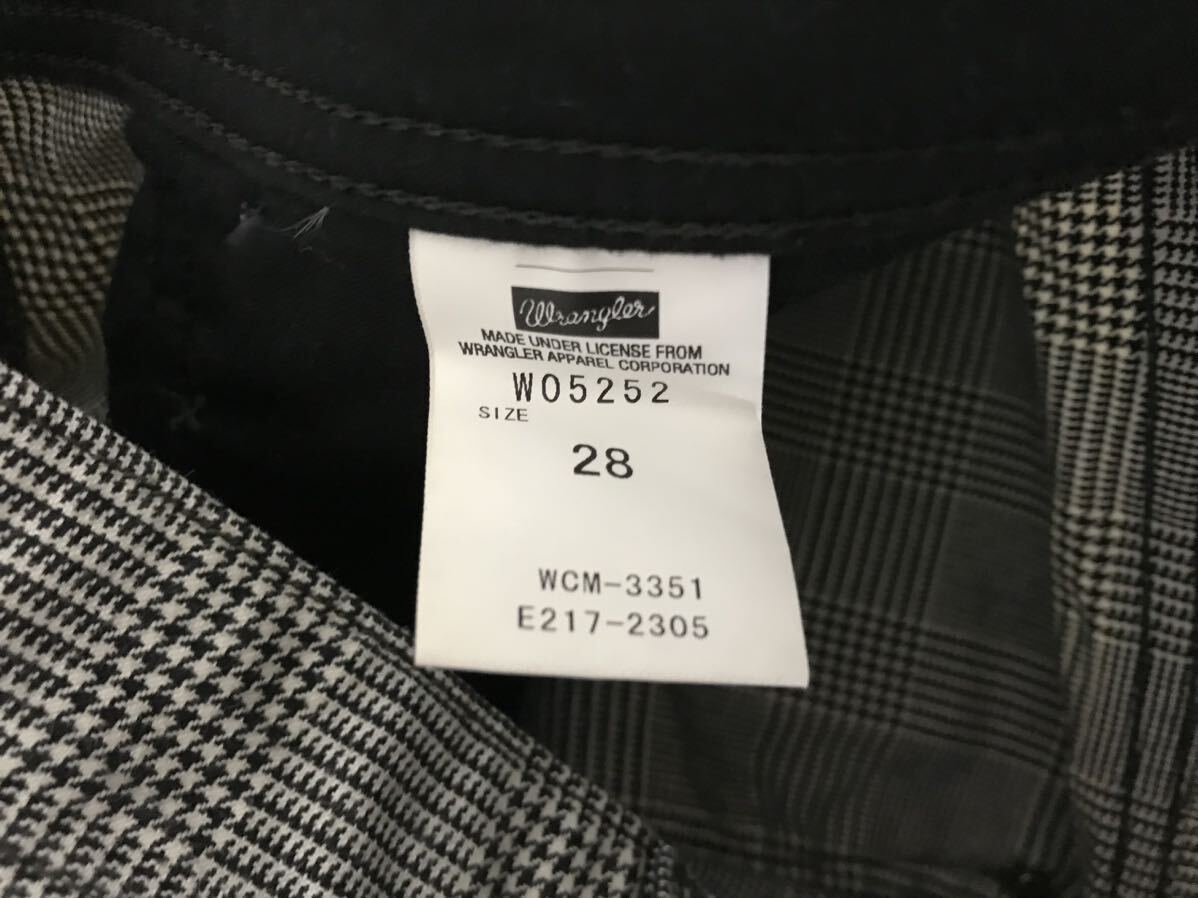 Wrangler
MADE UNDER LICENSE FROM
WRANGLER APPAREL CORPORATION
W05252
SIZE
28
WCM-3351
E217-2305